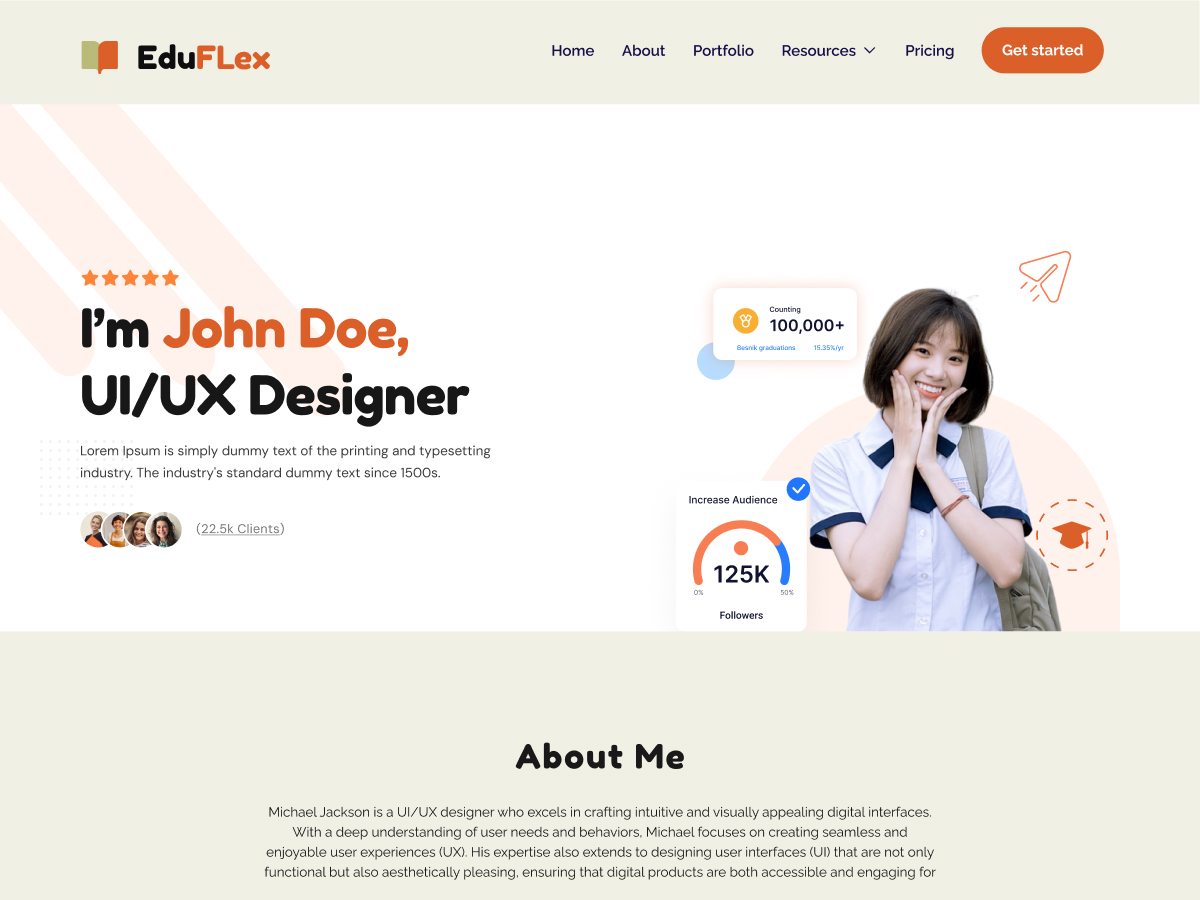 EduFLex
Home
About
Portfolio
Resources
Pricing
Get started
I'm John Doe,
UI/UX Designer
Lorem Ipsum is simply dummy text of the printing and typesetting
industry. The industry's standard dummy text since 1500s.
(22.5k Clients)
Counting
100,000+
Besnik graduations
15.35%/yr
Increase Audience
125K
0%
50%
Followers
About Me
Michael Jackson is a UI/UX designer who excels in crafting intuitive and visually appealing digital interfaces.
With a deep understanding of user needs and behaviors, Michael focuses on creating seamless and
enjoyable user experiences (UX). His expertise also extends to designing user interfaces (UI) that are not only
functional but also aesthetically pleasing, ensuring that digital products are both accessible and engaging for